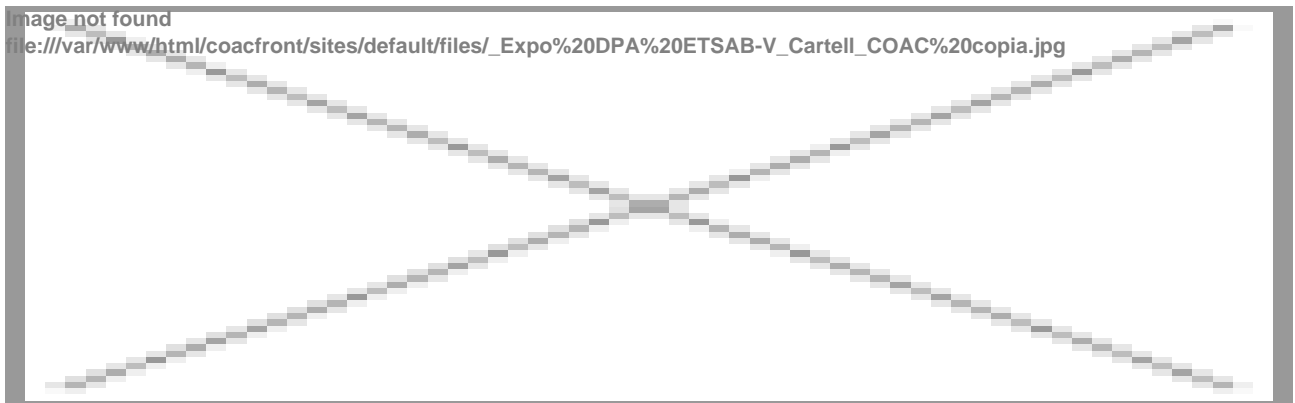 Image not found
file:///var/www/html/coacfront/sites/default/files/_Expo%20DPA%20ETSAB-V_Cartell_COAC%20copia.jpg